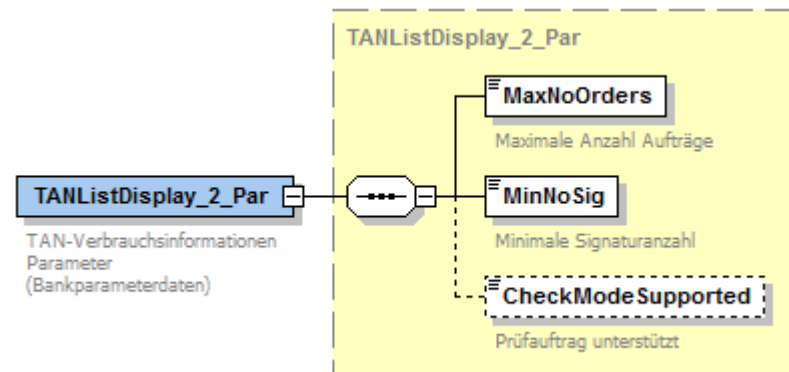 TANListDisplay_2_Par
MaxNoOrders
Maximale Anzahl Aufträge
TANListDisplay_2_Par
MinNoSig
TAN-Verbrauchsinformationen
Parameter
(Bankparameterdaten)
Minimale Signaturanzahl
CheckModeSupported
Prüfauftrag unterstützt